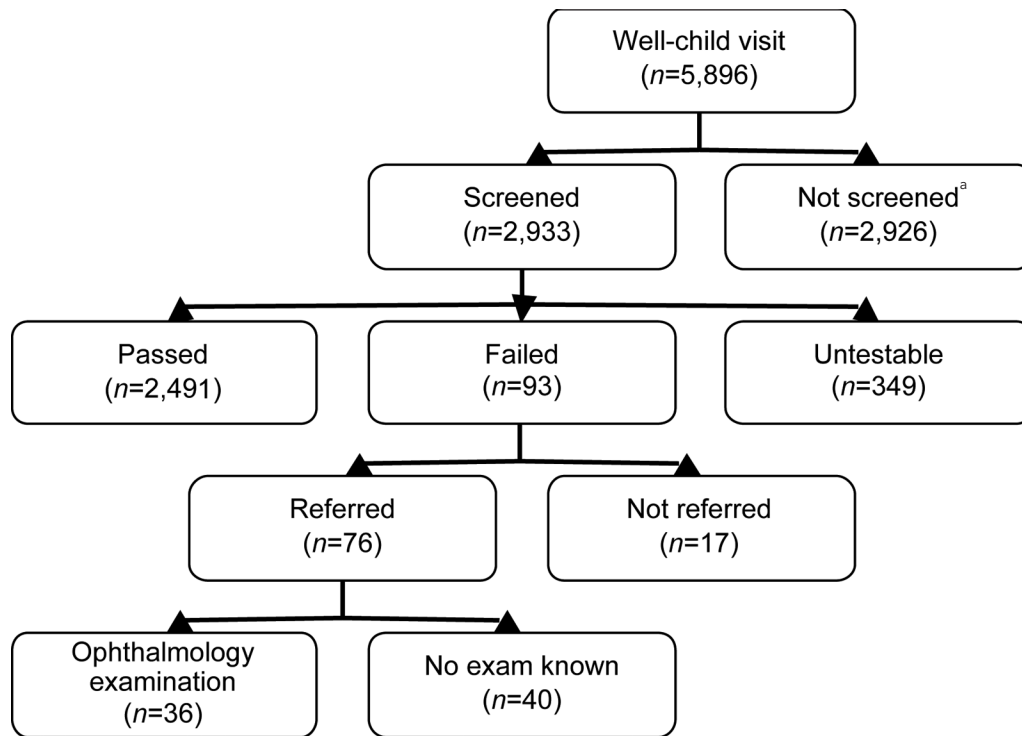 Well-child visit
(n=5,896)
Screened
(n=2,933)
Not screenedᵃ
(n=2,926)
Passed
(n=2,491)
Failed
(n=93)
Untestable
(n=349)
Referred
(n=76)
Not referred
(n=17)
Ophthalmology
examination
(n=36)
No exam known
(n=40)